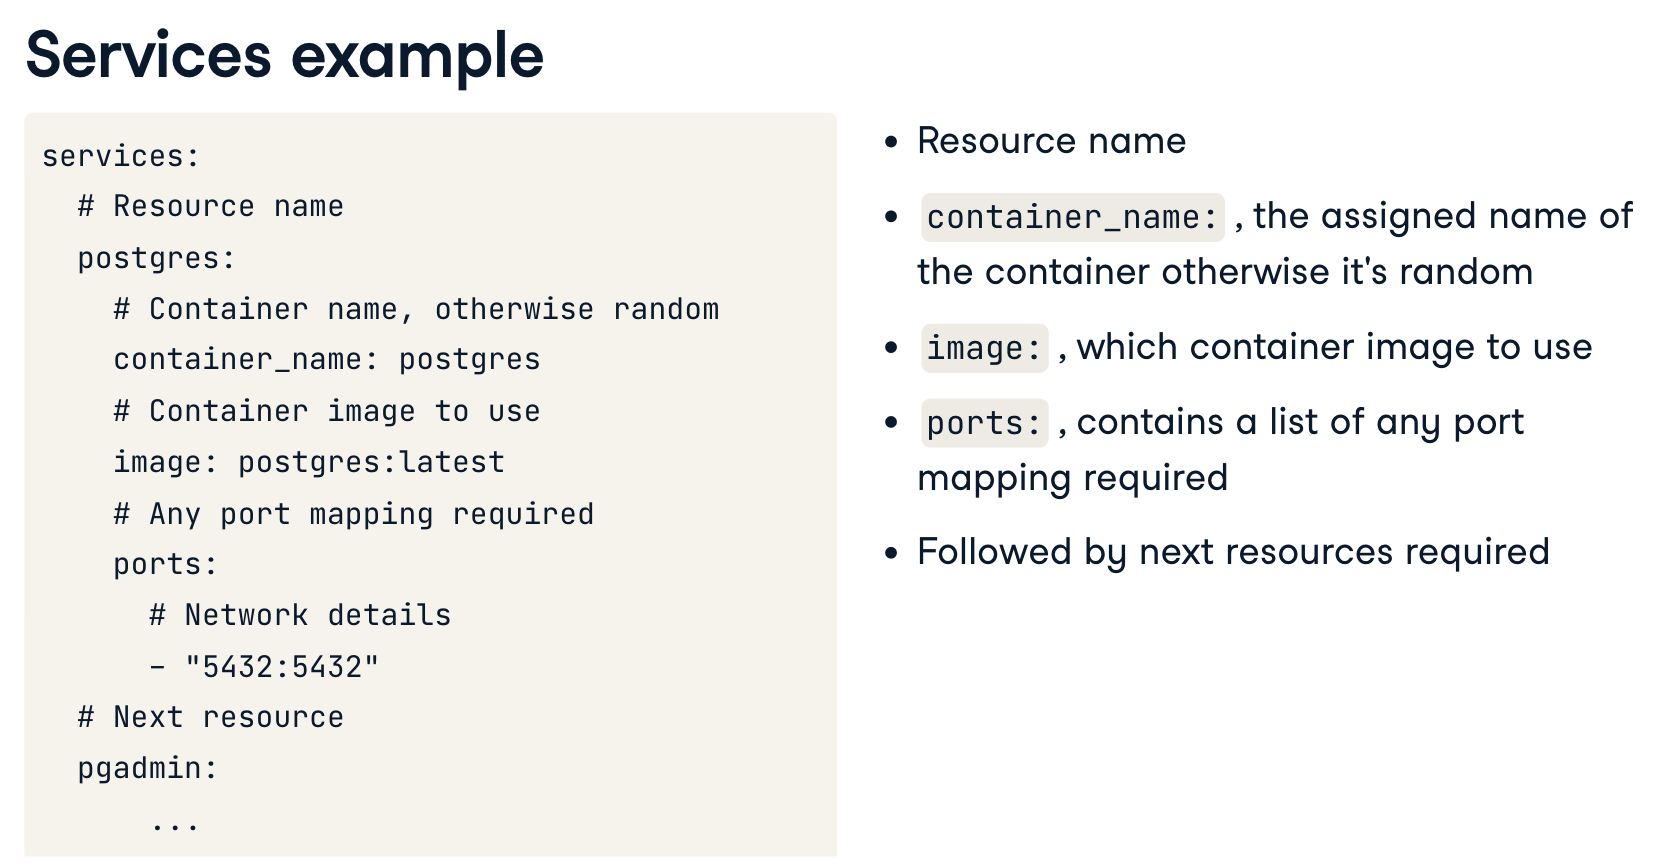 Services example
services:
  # Resource name
  postgres:
    # Container name, otherwise random
    container_name: postgres
    # Container image to use
    image: postgres:latest
    # Any port mapping required
    ports:
      # Network details
      - "5432:5432"
  # Next resource
  pgadmin:
      ...
• Resource name
• container_name: , the assigned name of
the container otherwise it's random
• image: , which container image to use
• ports: , contains a list of any port
mapping required
• Followed by next resources required